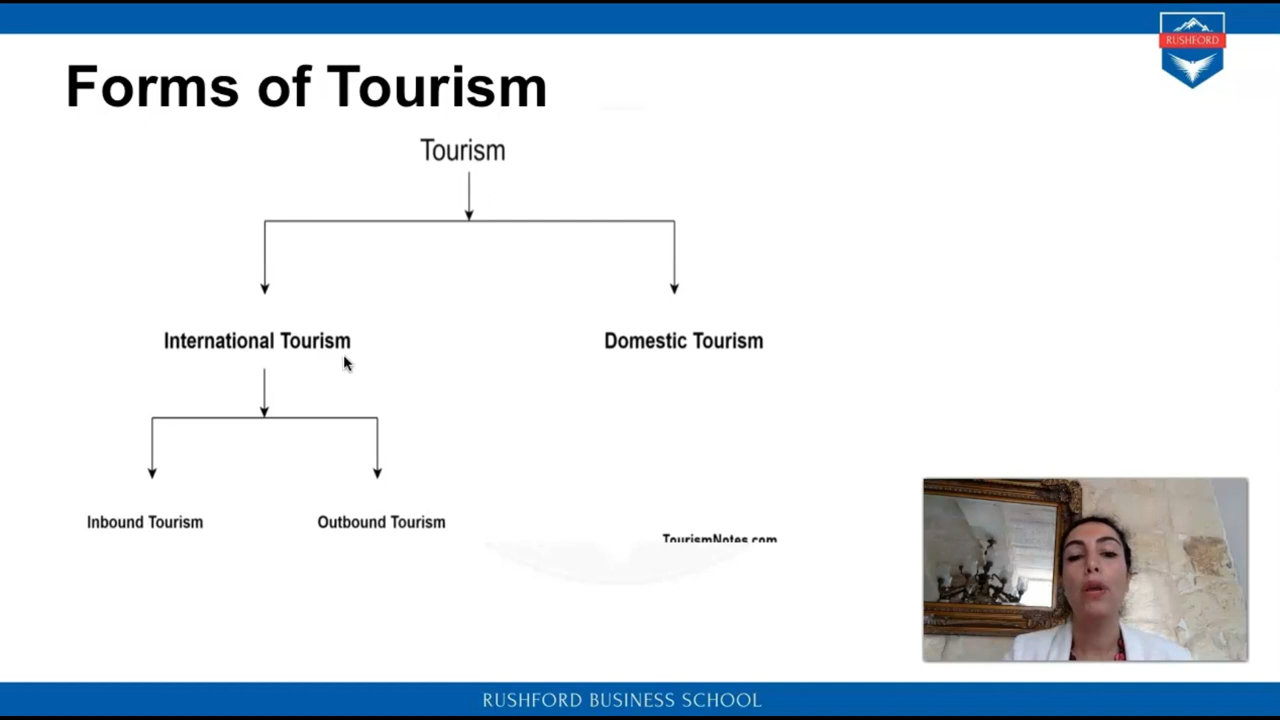 RUSHFORD
Forms of Tourism
Tourism
International Tourism
Domestic Tourism
Inbound Tourism
Outbound Tourism
TourismNotes.com
RUSHFORD BUSINESS SCHOOL